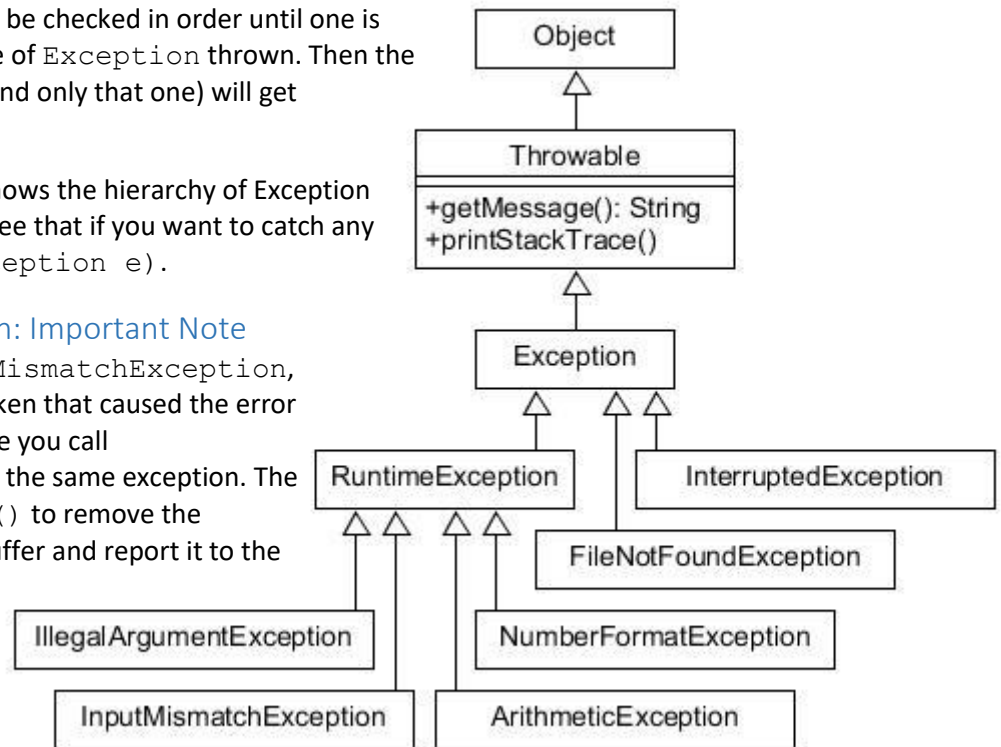 be checked in order until one is
e of Exception thrown. Then the
nd only that one) will get
hows the hierarchy of Exception
ee that if you want to catch any
eption e).
n: Important Note
MismatchException,
ken that caused the error
e you call
the same exception. The
() to remove the
uffer and report it to the
Object
Throwable
+getMessage(): String
+printStackTrace()
Exception
RuntimeException
InterruptedException
FileNotFoundException
IllegalArgumentException
NumberFormatException
InputMismatchException
ArithmeticException